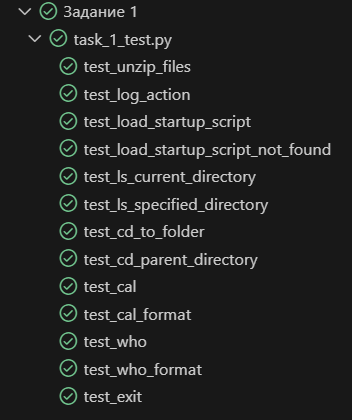 Задание 1
task_1_test.py
test_unzip_files
test_log_action
test_load_startup_script
test_load_startup_script_not_found
test_ls_current_directory
test_ls_specified_directory
test_cd_to_folder
test_cd_parent_directory
test_cal
test_cal_format
test_who
test_who_format
test_exit